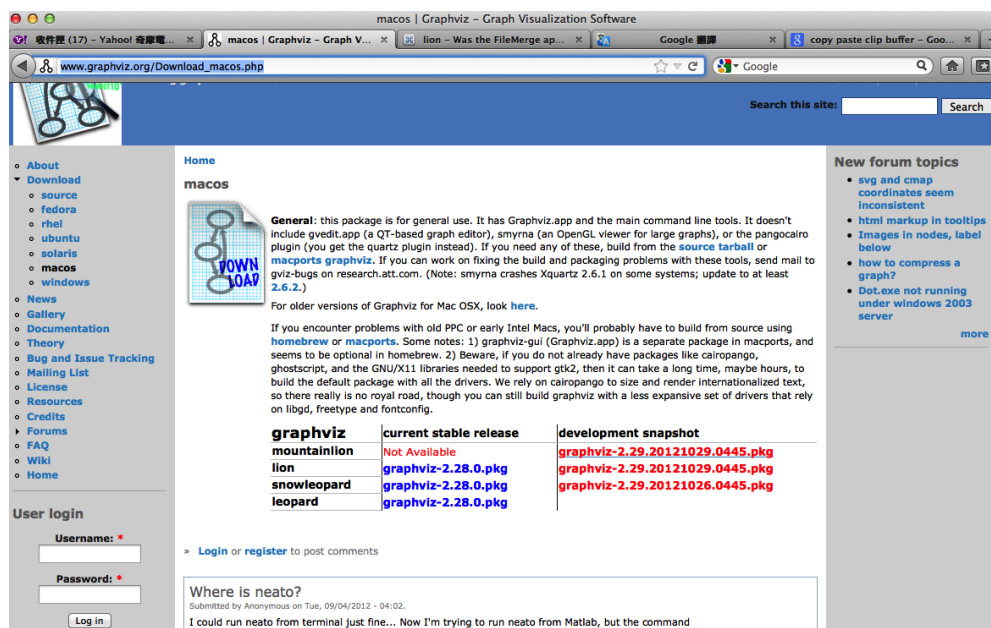 macos | Graphviz – Graph Visualization Software
收件匣 (17) – Yahoo! 奇摩電...
macos | Graphviz – Graph V...
lion – Was the FileMerge ap...
Google 翻譯
copy paste clip buffer – Goo...
www.graphviz.org/Download_macos.php
Google
Search this site:
Search
About
Download
source
fedora
rhel
ubuntu
solaris
macos
windows
News
Gallery
Documentation
Theory
Bug and Issue Tracking
Mailing List
License
Resources
Credits
Forums
FAQ
Wiki
Home
User login
Username: *
Password: *
Log in
Home
macos
DOWN
LOAD
General: this package is for general use. It has Graphviz.app and the main command line tools. It doesn't
include gvedit.app (a QT-based graph editor), smyrna (an OpenGL viewer for large graphs), or the pangocairo
plugin (you get the quartz plugin instead). If you need any of these, build from the source tarball or
macports graphviz. If you can work on fixing the build and packaging problems with these tools, send mail to
gviz-bugs on research.att.com. (Note: smyrna crashes Xquartz 2.6.1 on some systems; update to at least
2.6.2.)
For older versions of Graphviz for Mac OSX, look here.
If you encounter problems with old PPC or early Intel Macs, you'll probably have to build from source using
homebrew or macports. Some notes: 1) graphviz-gui (Graphviz.app) is a separate package in macports, and
seems to be optional in homebrew. 2) Beware, if you do not already have packages like cairopango,
ghostscript, and the GNU/X11 libraries needed to support gtk2, then it can take a long time, maybe hours, to
build the default package with all the drivers. We rely on cairopango to size and render internationalized text,
so there really is no royal road, though you can still build graphviz with a less expansive set of drivers that rely
on libgd, freetype and fontconfig.
graphviz current stable release development snapshot
mountainlion Not Available graphviz-2.29.20121029.0445.pkg
lion graphviz-2.28.0.pkg graphviz-2.29.20121029.0445.pkg
snowleopard graphviz-2.28.0.pkg graphviz-2.29.20121026.0445.pkg
leopard graphviz-2.28.0.pkg
» Login or register to post comments
Where is neato?
Submitted by Anonymous on Tue, 09/04/2012 - 04:02.
I could run neato from terminal just fine... Now I'm trying to run neato from Matlab, but the command
New forum topics
svg and cmap
coordinates seem
inconsistent
html markup in tooltips
Images in nodes, label
below
how to compress a
graph?
Dot.exe not running
under windows 2003
server
more